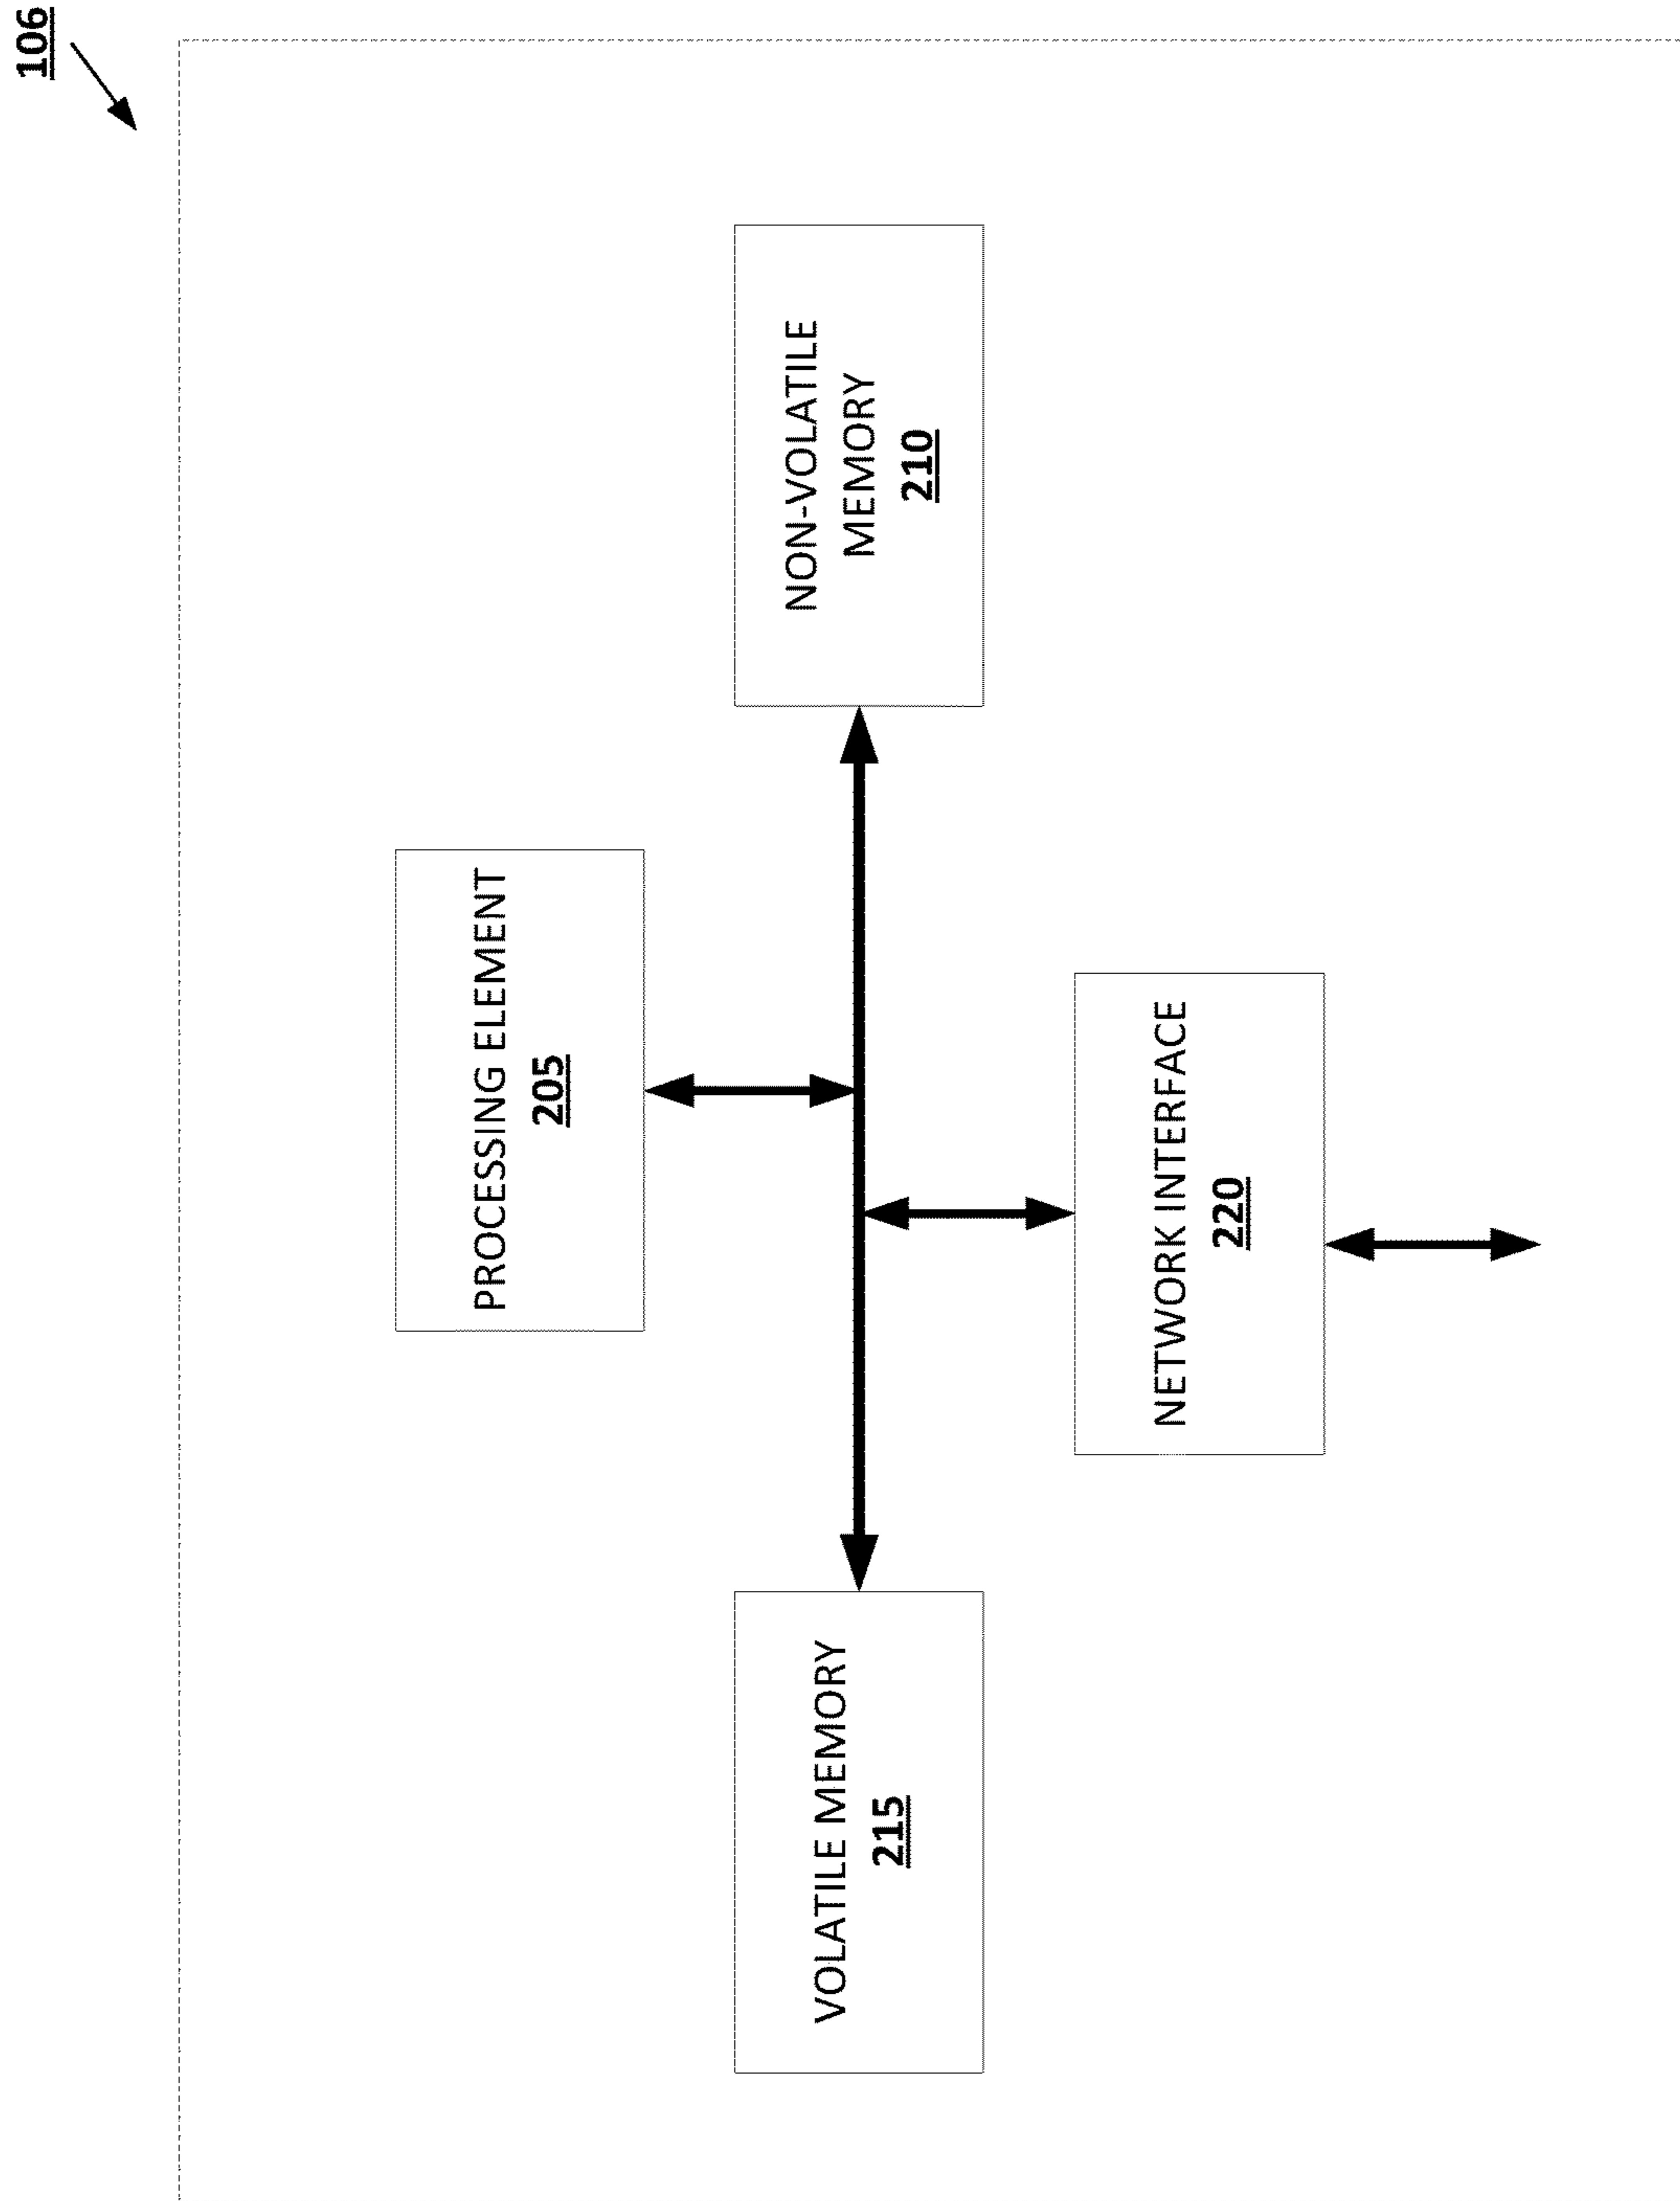 106
PROCESSING ELEMENT
205
VOLATILE MEMORY
215
NON-VOLATILE
MEMORY
210
NETWORK INTERFACE
220